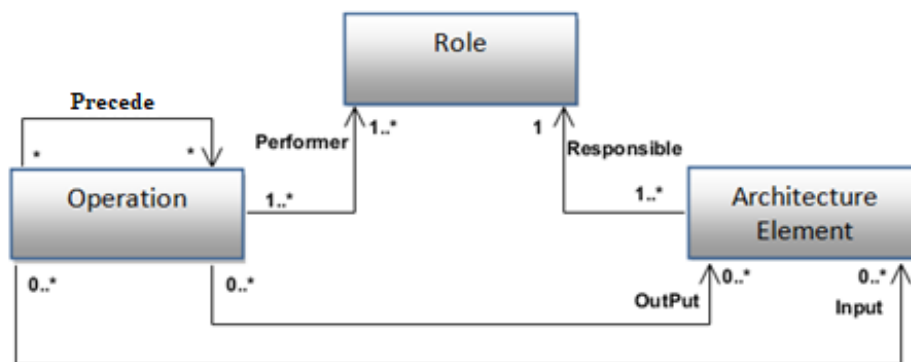 Role
Precede
Performer
1..*
1
Responsible
*
*
Operation
1..*
1..*
Architecture
Element
0..*
0..*
0..*
0..*
OutPut
Input